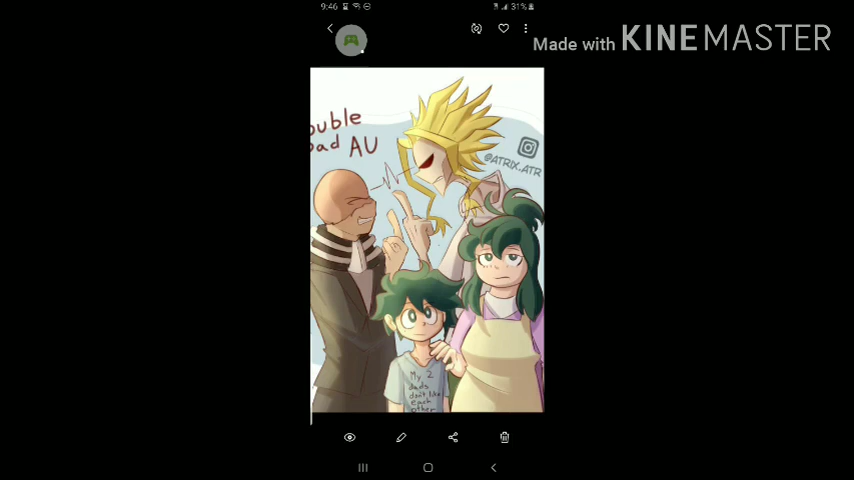 9:46
31%
Made with KINEMASTER
ouble
ad AU
@ATRIX.ATR
My 2
dads
don't like
each
other